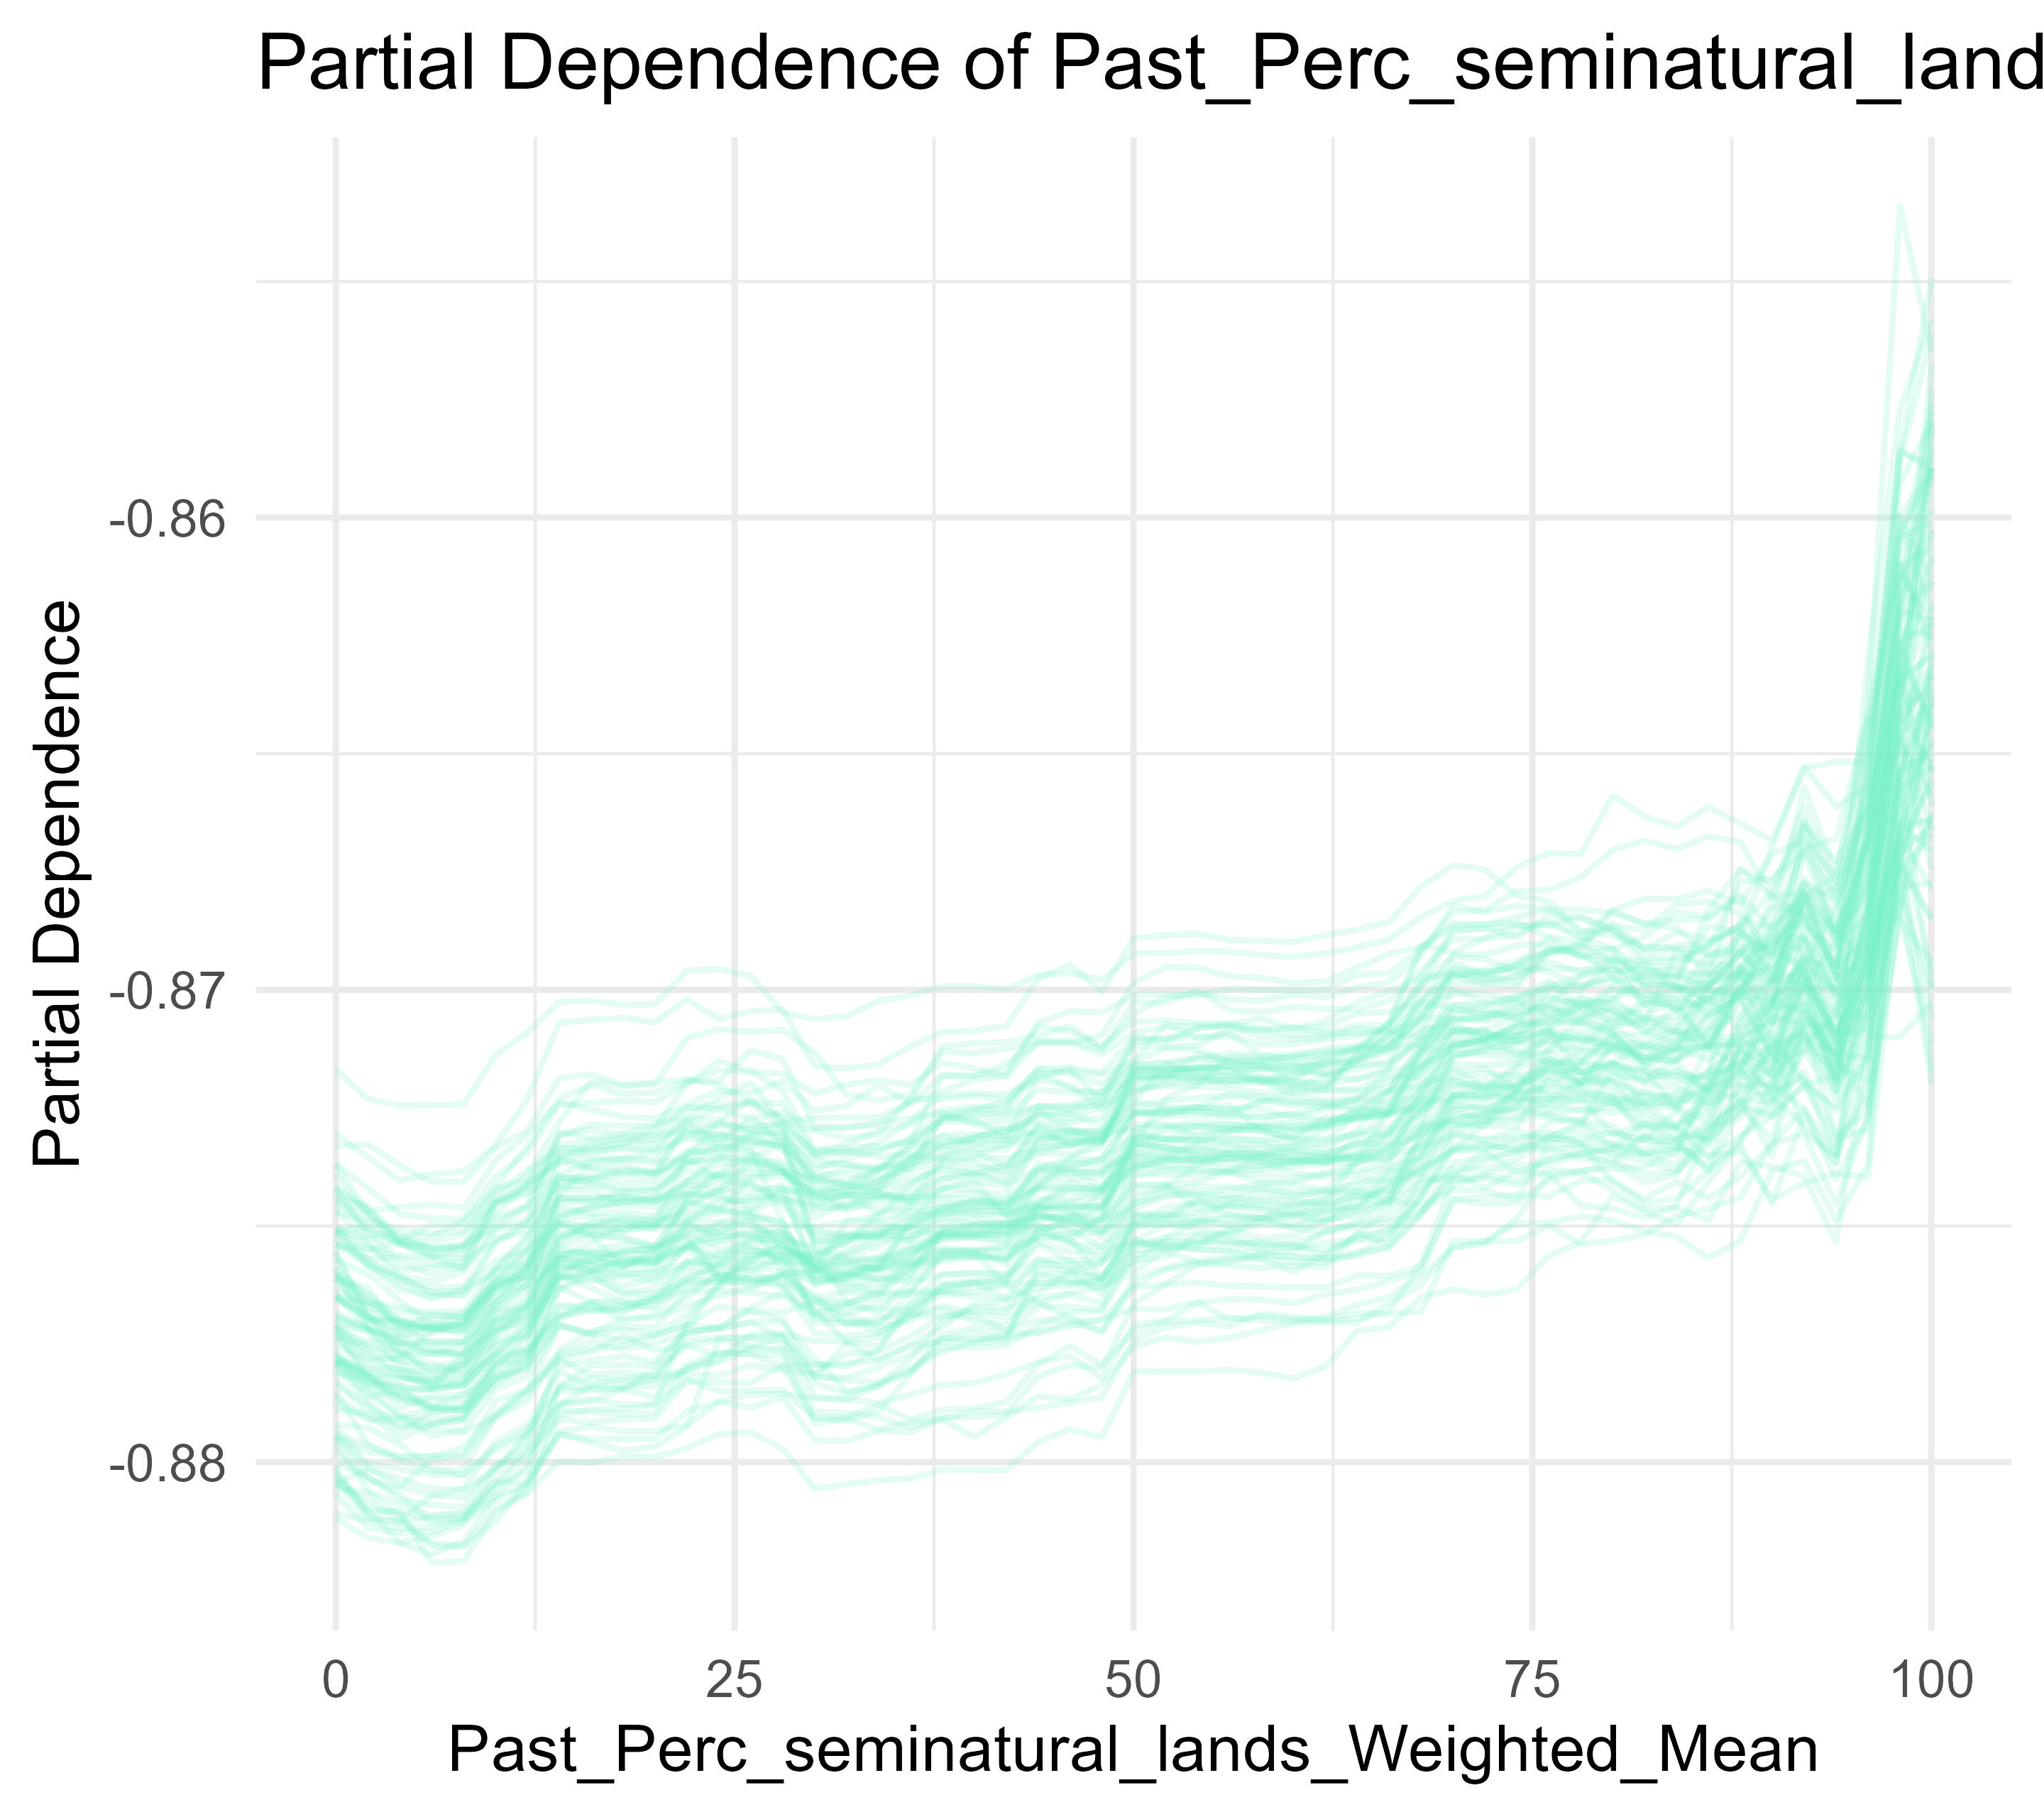 Partial Dependence of Past_Perc_seminatural_land
Partial Dependence
-0.86
-0.87
-0.88
0 25 50 75 100
Past_Perc_seminatural_lands_Weighted_Mean